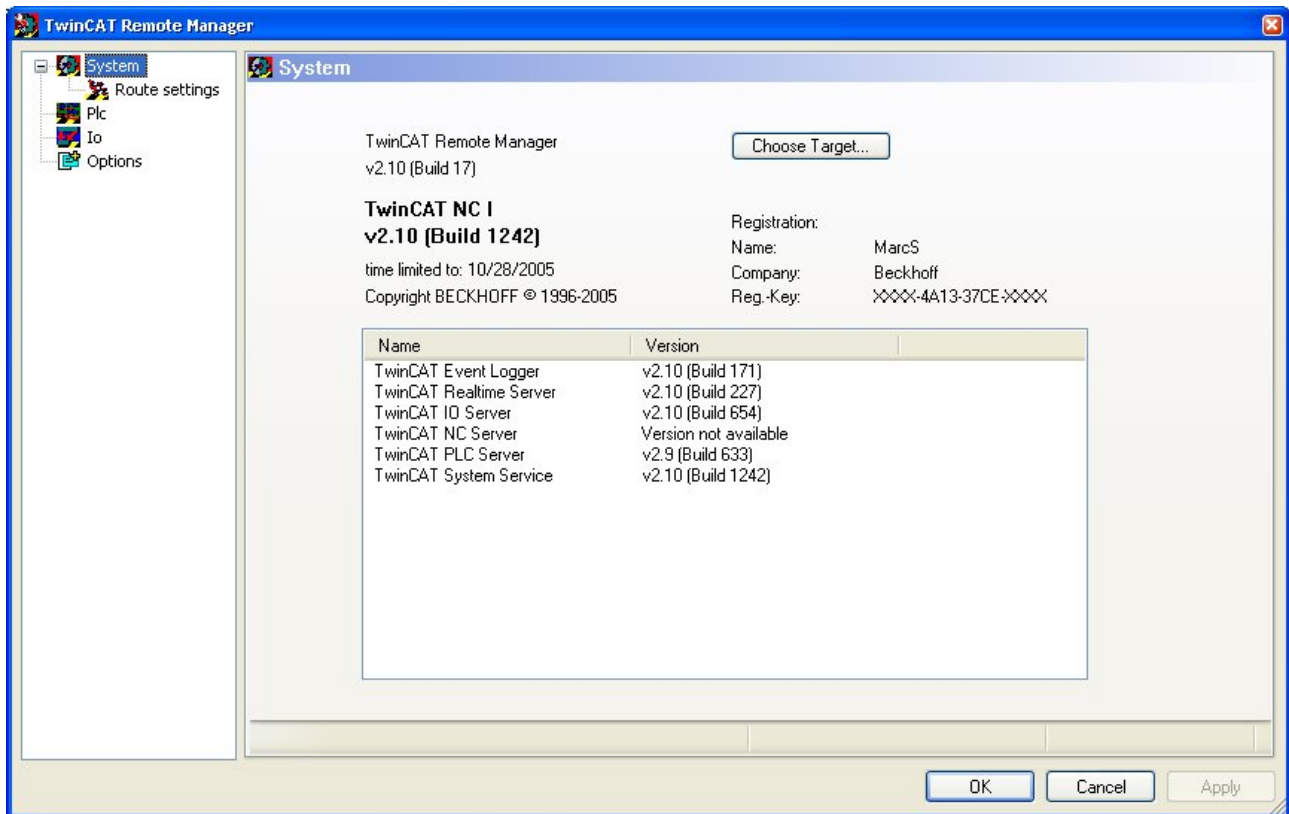 TwinCAT Remote Manager
System
Route settings
Plc
Io
Options
System
TwinCAT Remote Manager
v2.10 (Build 17)
Choose Target...
TwinCAT NC I
v2.10 (Build 1242)
time limited to: 10/28/2005
Copyright BECKHOFF © 1996-2005
Registration:
Name: MarcS
Company: Beckhoff
Reg.-Key: XXXX-4A13-37CE-XXXX
Name Version
TwinCAT Event Logger v2.10 (Build 171)
TwinCAT Realtime Server v2.10 (Build 227)
TwinCAT IO Server v2.10 (Build 654)
TwinCAT NC Server Version not available
TwinCAT PLC Server v2.9 (Build 633)
TwinCAT System Service v2.10 (Build 1242)
OK Cancel Apply